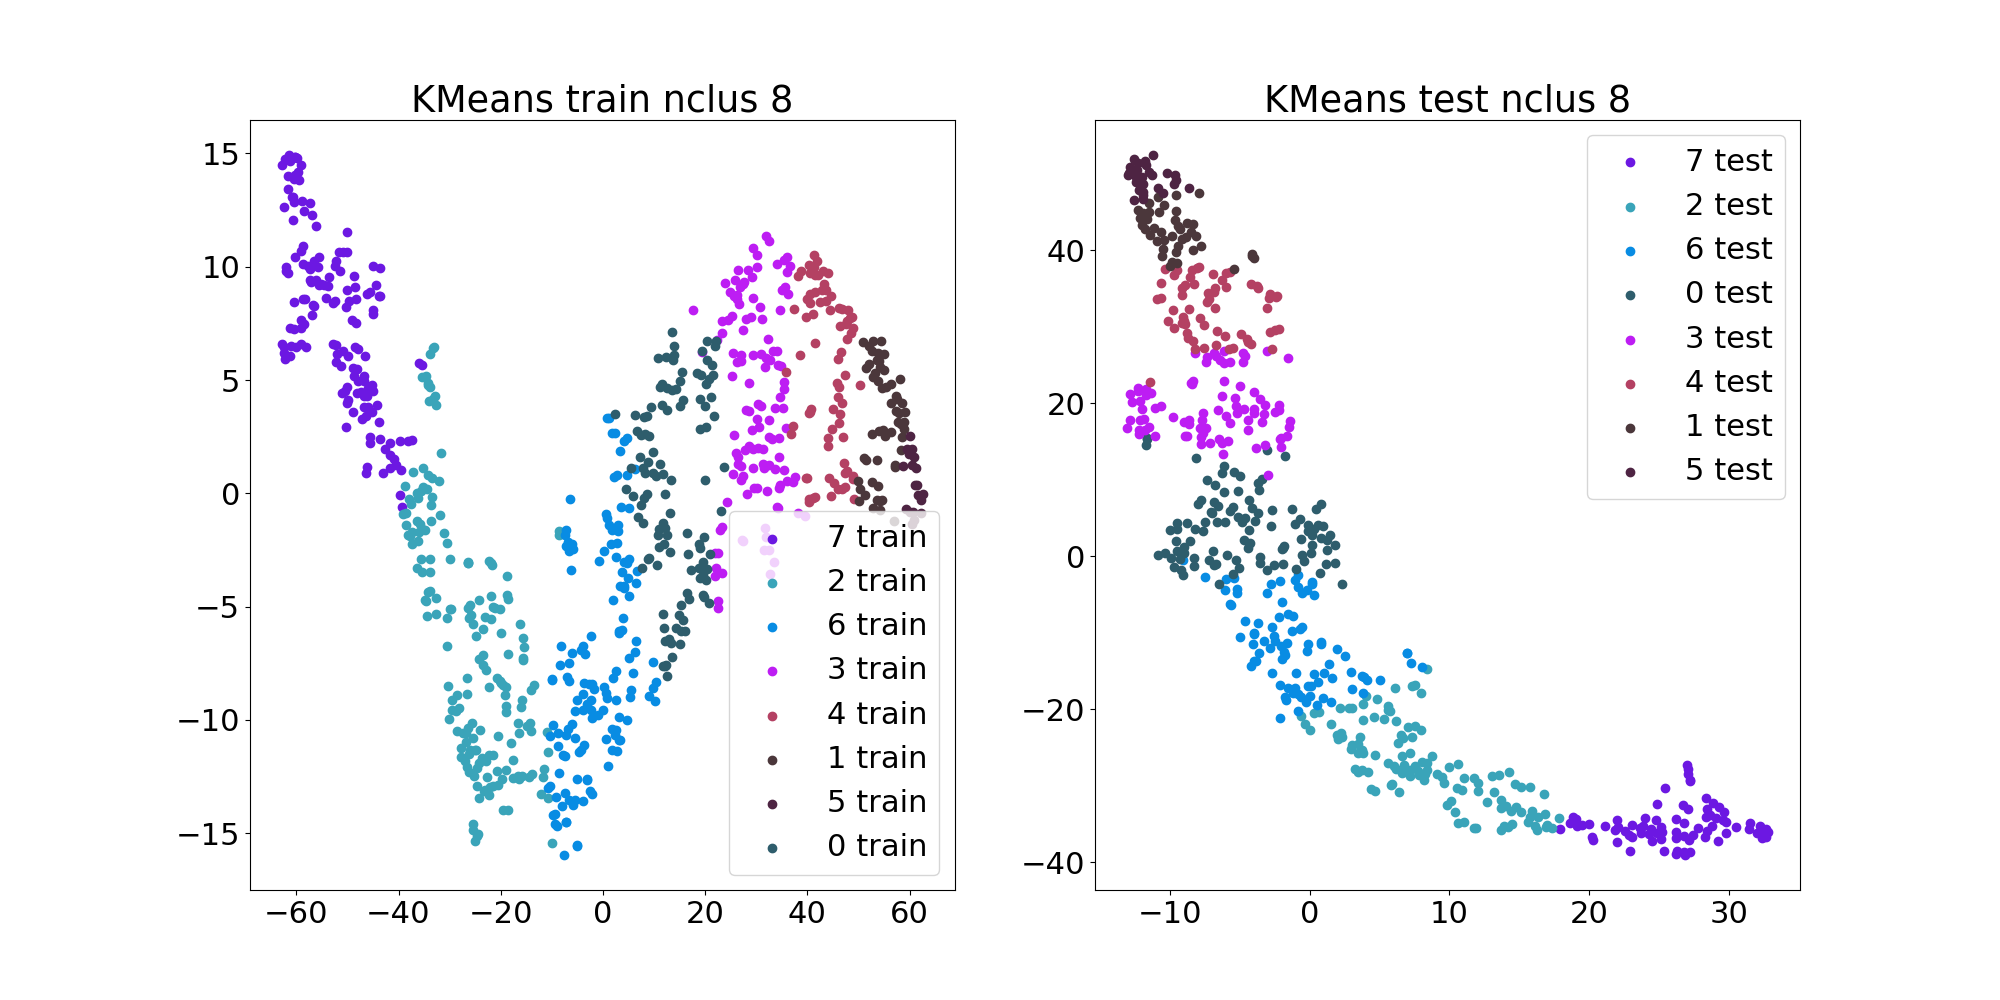 KMeans train nclus 8
15
10
5
0
−5
−10
−15
−60
−40
−20
0
20
40
60
7 train
2 train
6 train
3 train
4 train
1 train
5 train
0 train
KMeans test nclus 8
40
20
0
−20
−40
−10
0
10
20
30
7 test
2 test
6 test
0 test
3 test
4 test
1 test
5 test